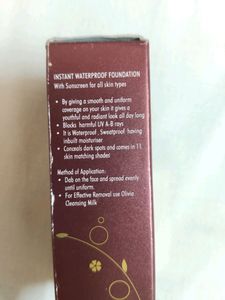 INSTANT WATERPROOF FOUNDATION
With Sunscreen for all skin types
• By giving a smooth and uniform
coverage on your skin it gives a
youthful and radiant look all day long
• Blocks harmful UV A-B rays
• It is Waterproof , Sweatproof having
inbuilt moisturiser
• Conceals dark spots and comes in 11
skin matching shades
Method of Application:
• Dab on the face and spread evenly
until uniform.
• For Effective Removal use Olivia
Cleansing Milk